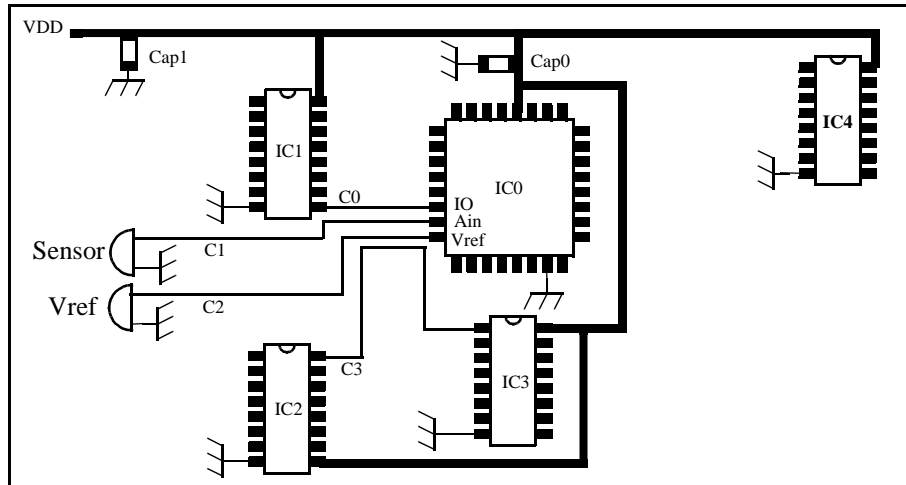 VDD
Cap1
Cap0
IC1
IC4
IC0
C0
IO
Ain
Vref
Sensor
C1
Vref
C2
C3
IC3
IC2